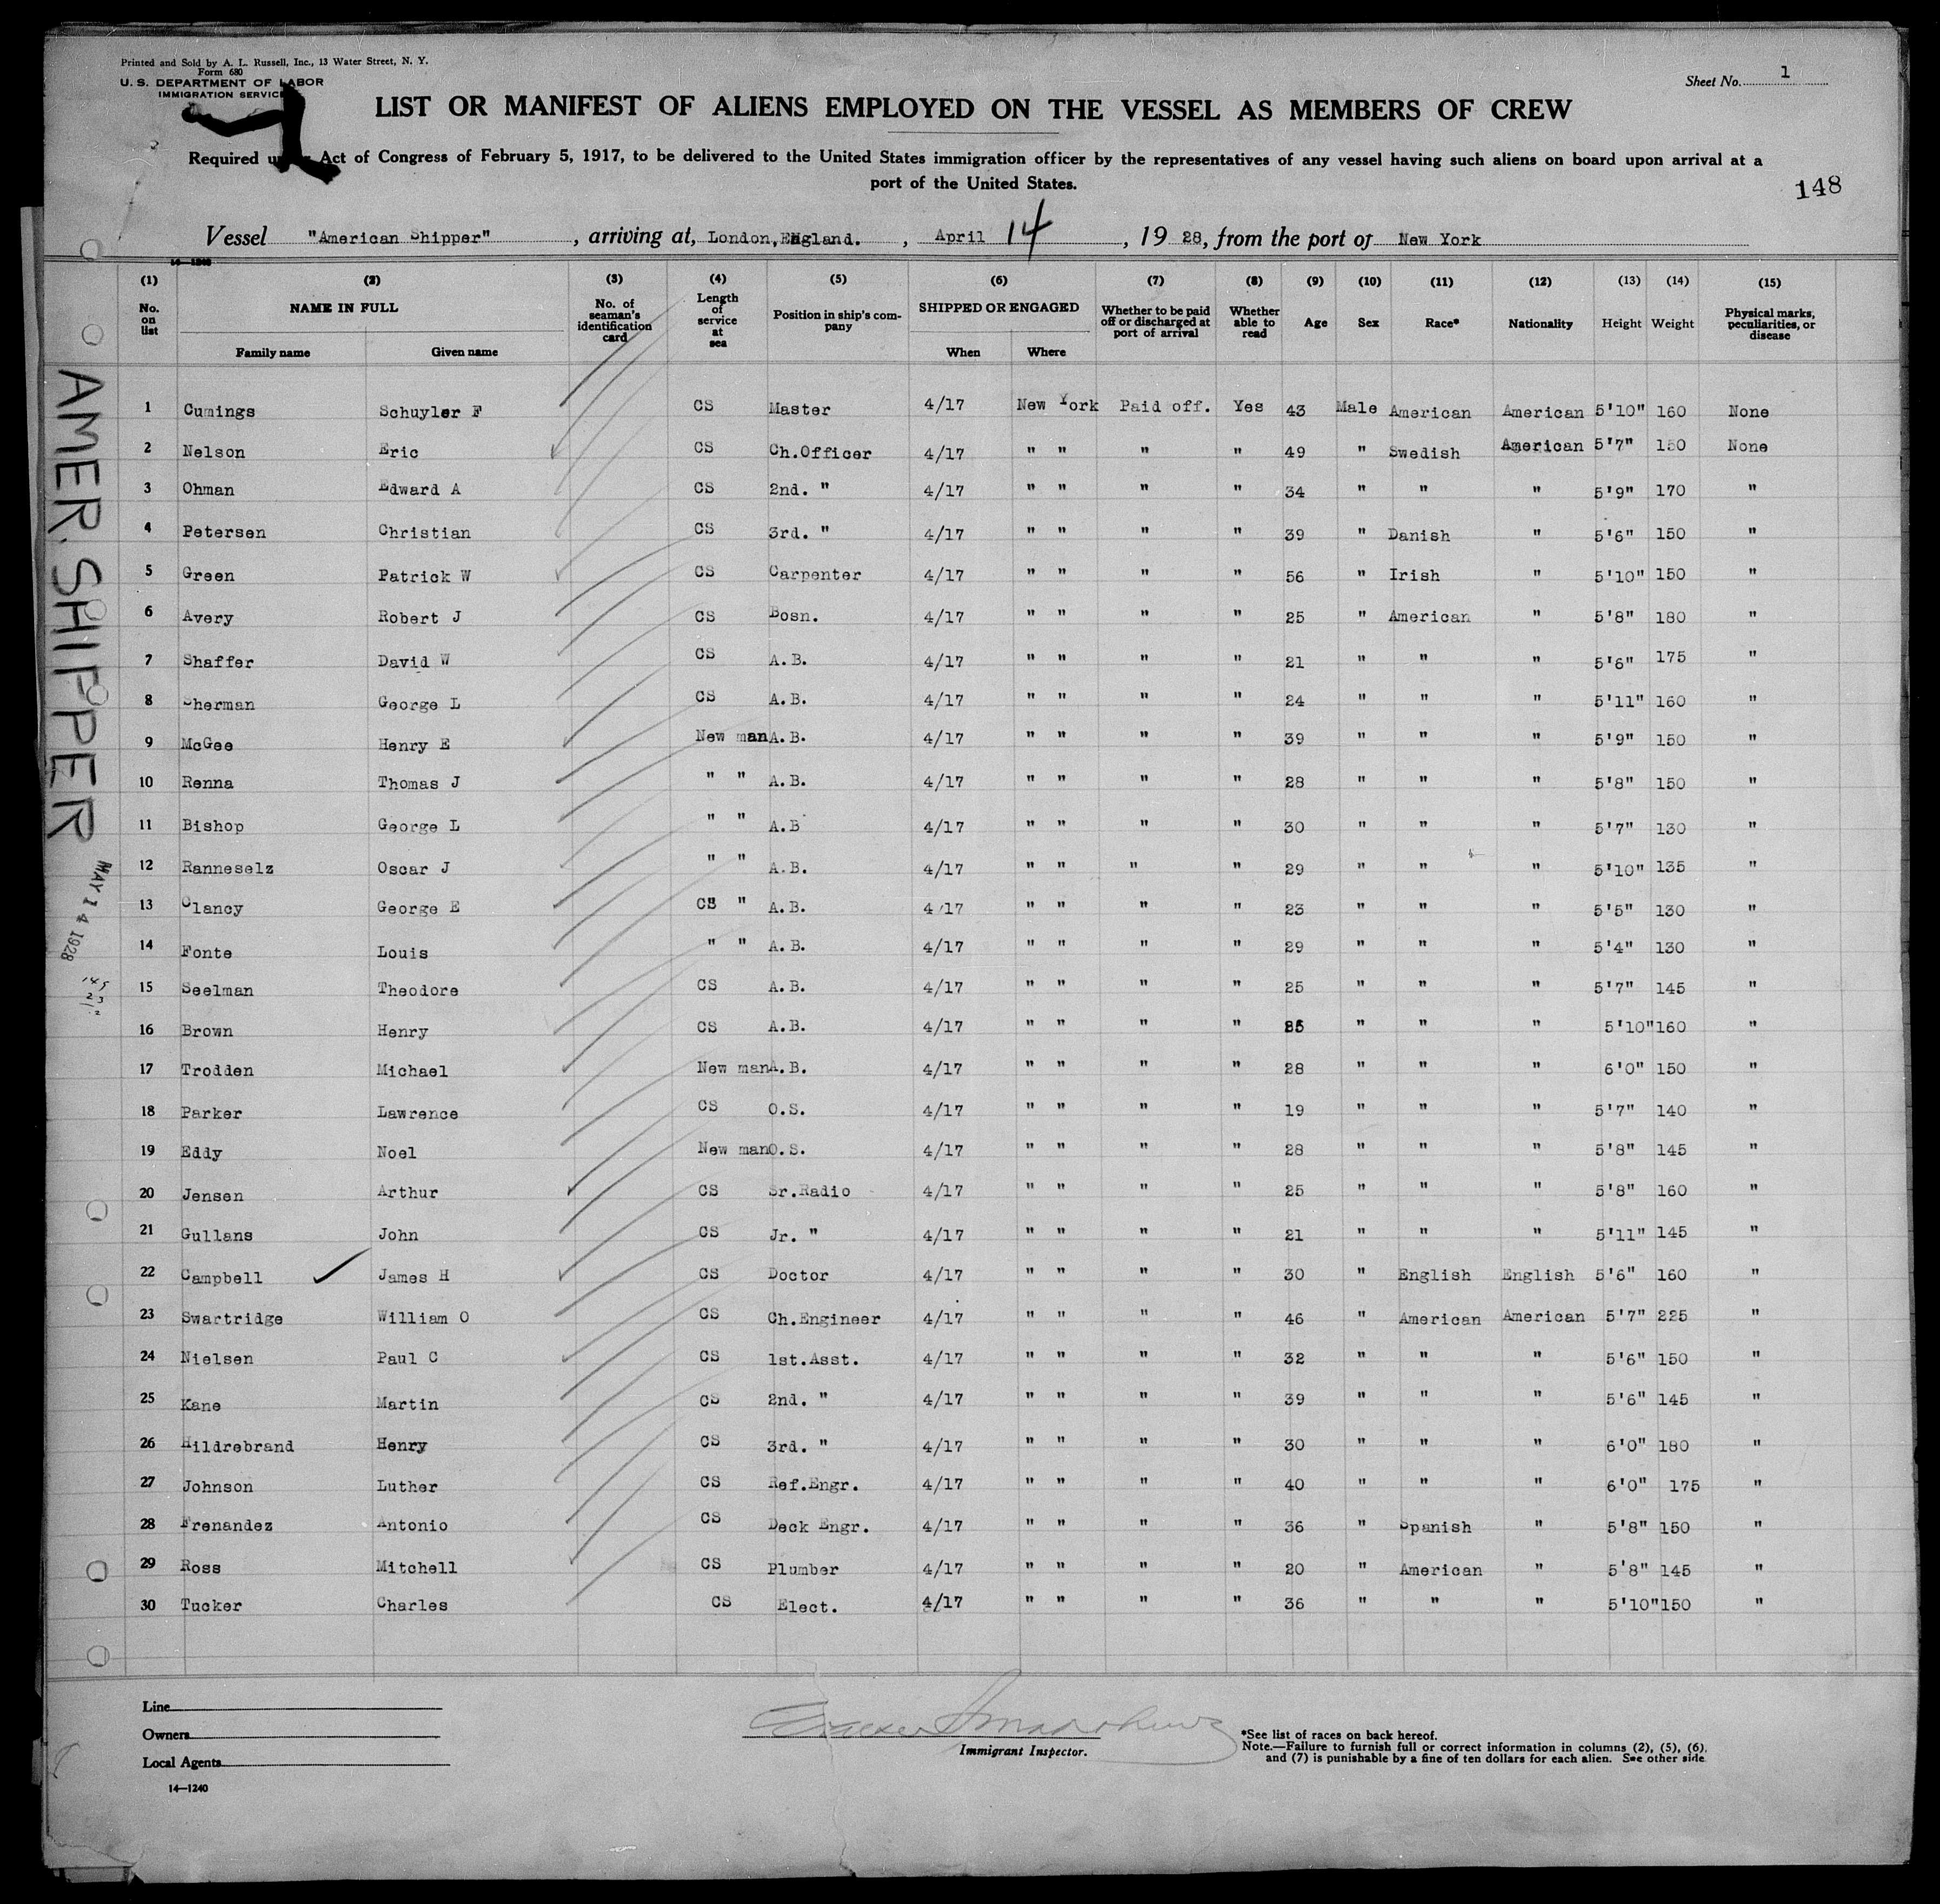 Printed and Sold by A. L. Russell, Inc., 13 Water Street, N. Y.
Form 680
U. S. DEPARTMENT OF LABOR
IMMIGRATION SERVICE
Sheet No. 1
LIST OR MANIFEST OF ALIENS EMPLOYED ON THE VESSEL AS MEMBERS OF CREW
Required Act of Congress of February 5, 1917, to be delivered to the United States immigration officer by the representatives of any vessel having such aliens on board upon arrival at a
port of the United States.
148
Vessel "American Shipper", arriving at, London, England., April 14, 1928, from the port of New York
(1) (2) (3) (4) (5) (6) (7) (8) (9) (10) (11) (12) (13) (14) (15)
No. on list NAME IN FULL Family name Given name No. of seaman's identification card Length of service at sea Position in ship's company SHIPPED OR ENGAGED When Where Whether to be paid off or discharged at port of arrival Whether able to read Age Sex Race* Nationality Height Weight Physical marks, peculiarities, or disease
1 Cumings Schuyler F CS Master 4/17 New York Paid off. Yes 43 Male American American 5'10" 160 None
2 Nelson Eric CS Ch.Officer 4/17 " " " " 49 " Swedish American 5'7" 150 None
3 Ohman Edward A CS 2nd. " 4/17 " " " " 34 " " " 5'9" 170 "
4 Petersen Christian CS 3rd. " 4/17 " " " " 39 " Danish " 5'6" 150 "
5 Green Patrick W CS Carpenter 4/17 " " " " 56 " Irish " 5'10" 150 "
6 Avery Robert J CS Bosn. 4/17 " " " " 25 " American " 5'8" 180 "
7 Shaffer David W CS A.B. 4/17 " " " " 21 " " " 5'6" 175 "
8 Sherman George L CS A.B. 4/17 " " " " 24 " " " 5'11" 160 "
9 McGee Henry E New man A.B. 4/17 " " " " 39 " " " 5'9" 150 "
10 Renna Thomas J " " A.B. 4/17 " " " " 28 " " " 5'8" 150 "
11 Bishop George L " " A.B 4/17 " " " " 30 " " " 5'7" 130 "
12 Ranneselz Oscar J " " A.B. 4/17 " " " " 29 " " " 5'10" 135 "
13 Clancy George E CS " A.B. 4/17 " " " " 23 " " " 5'5" 130 "
14 Fonte Louis " " A.B. 4/17 " " " " 29 " " " 5'4" 130 "
15 Seelman Theodore CS A.B. 4/17 " " " " 25 " " " 5'7" 145 "
16 Brown Henry CS A.B. 4/17 " " " " " " " 5'10" 160 "
17 Trodden Michael New man A.B. 4/17 " " " " 28 " " " 6'0" 150 "
18 Parker Lawrence CS O.S. 4/17 " " " " 19 " " " 5'7" 140 "
19 Eddy Noel New man O.S. 4/17 " " " " 28 " " " 5'8" 145 "
20 Jensen Arthur CS Sr.Radio 4/17 " " " " 25 " " " 5'8" 160 "
21 Gullans John CS Jr. " 4/17 " " " " 21 " " " 5'11" 145 "
22 Campbell James H CS Doctor 4/17 " " " " 30 " English English 5'6" 160 "
23 Swartridge William O CS Ch.Engineer 4/17 " " " " 46 " American American 5'7" 225 "
24 Nielsen Paul C CS 1st.Asst. 4/17 " " " " 32 " " " 5'6" 150 "
25 Kane Martin CS 2nd. " 4/17 " " " " 39 " " " 5'6" 145 "
26 Hildrebrand Henry CS 3rd. " 4/17 " " " " 30 " " " 6'0" 180 "
27 Johnson Luther CS Ref.Engr. 4/17 " " " " 40 " " " 6'0" 175 "
28 Frenandez Antonio CS Deck Engr. 4/17 " " " " 36 " Spanish " 5'8" 150 "
29 Ross Mitchell CS Plumber 4/17 " " " " 20 " American " 5'8" 145 "
30 Tucker Charles CS Elect. 4/17 " " " " 36 " " " 5'10" 150 "
AMER. SHIPPER
MAY 14 1928
Line
Owners
Local Agents
14—1240
Immigrant Inspector.
*See list of races on back hereof.
Note.—Failure to furnish full or correct information in columns (2), (5), (6),
and (7) is punishable by a fine of ten dollars for each alien. See other side